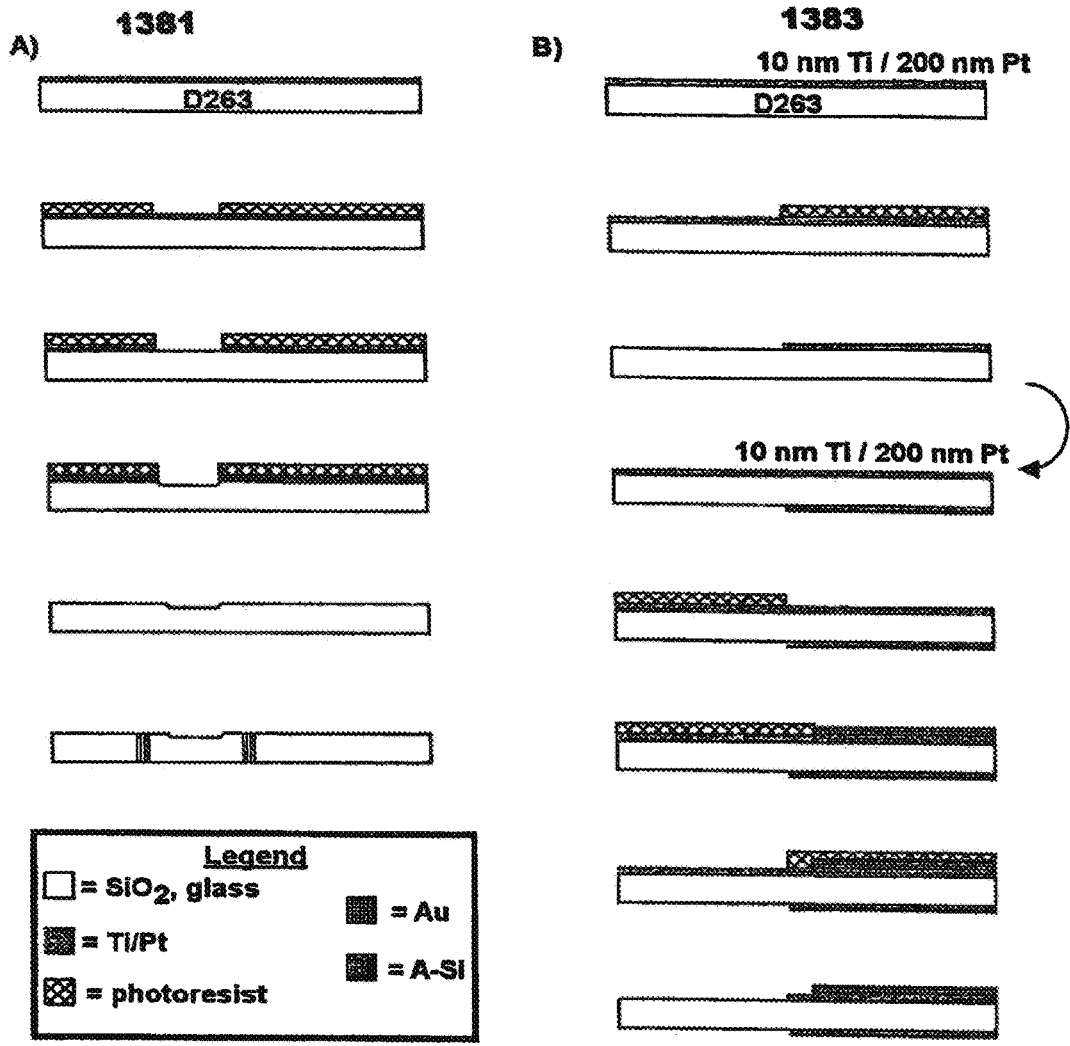 1381
A)
D263
1383
B)
10 nm Ti / 200 nm Pt
D263
10 nm Ti / 200 nm Pt
Legend
= SiO2, glass
= Ti/Pt
= photoresist
= Au
= A-Si